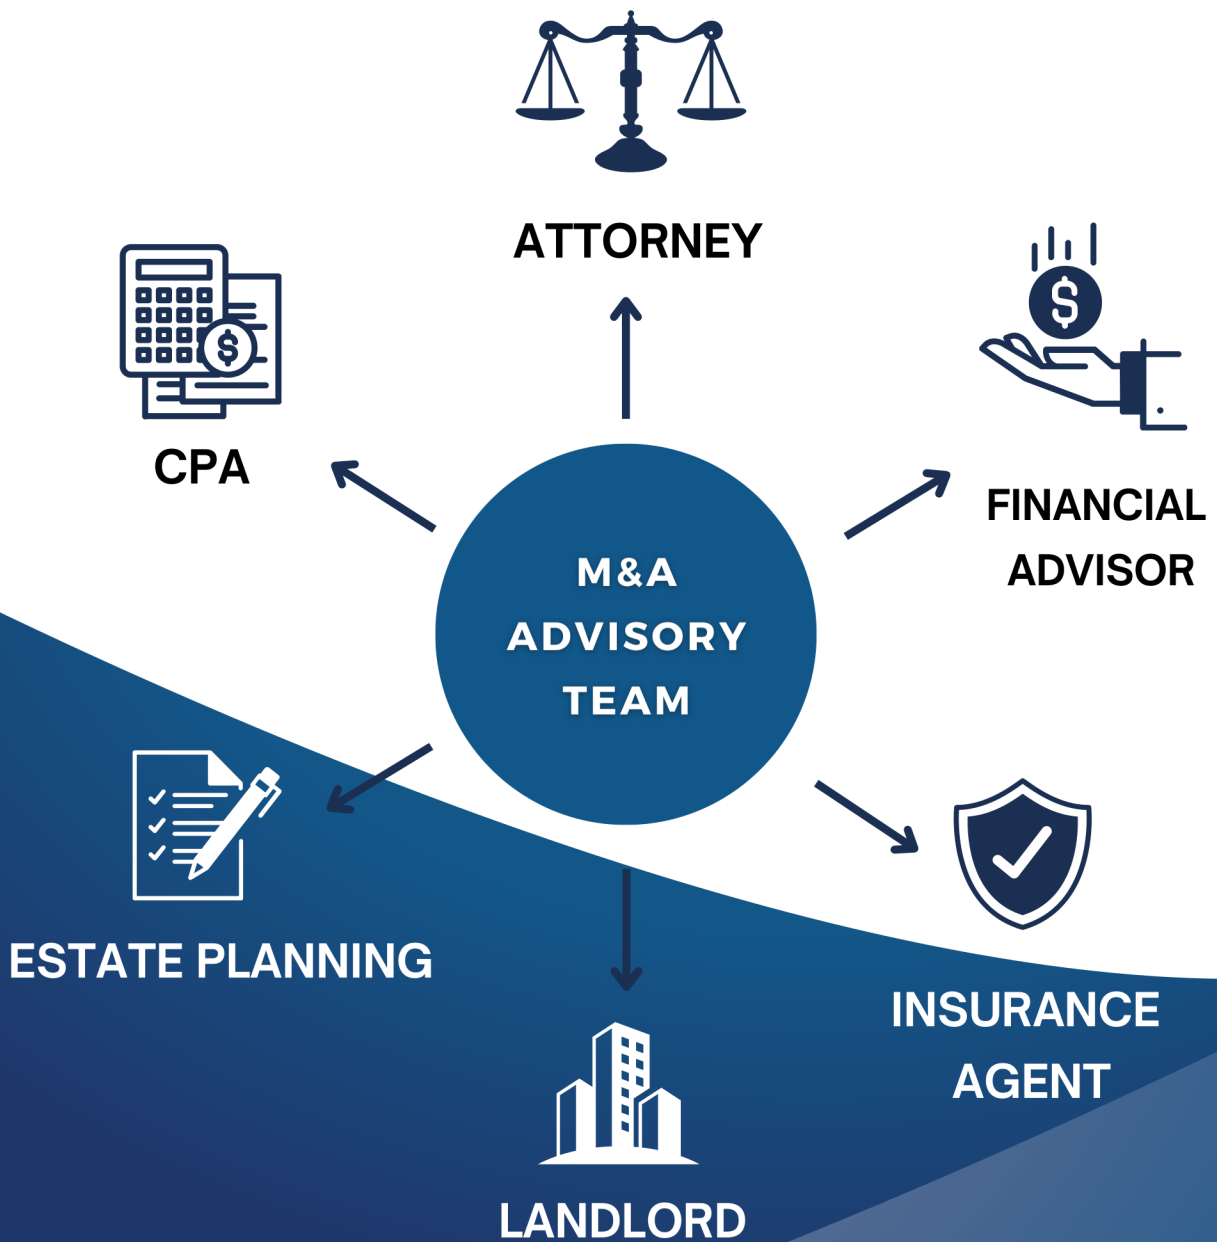 ATTORNEY
CPA
FINANCIAL
ADVISOR
M&A
ADVISORY
TEAM
ESTATE PLANNING
INSURANCE
AGENT
LANDLORD